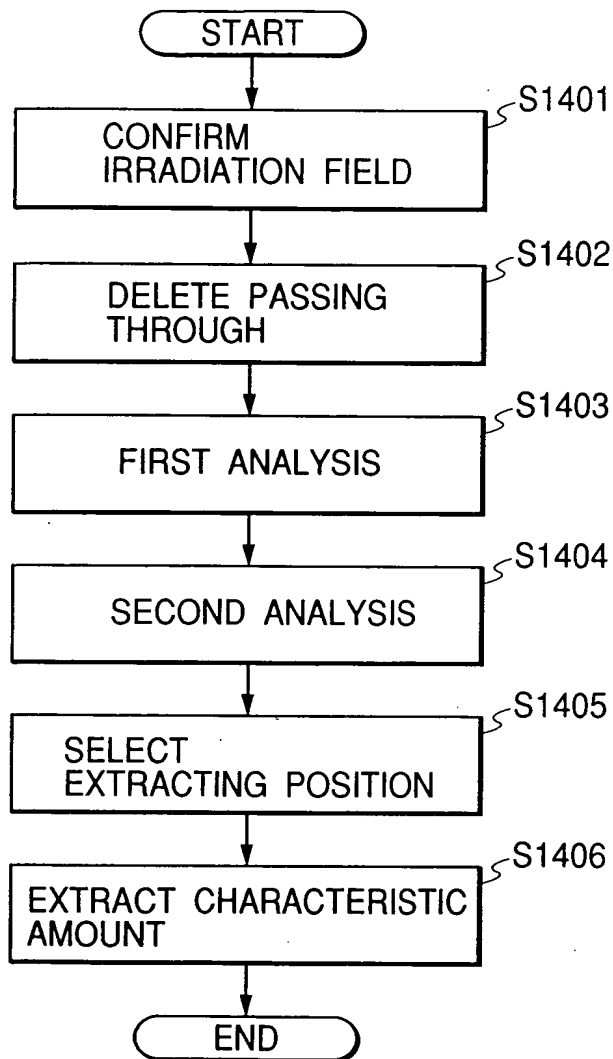 START
S1401
CONFIRM
IRRADIATION FIELD
S1402
DELETE PASSING
THROUGH
S1403
FIRST ANALYSIS
S1404
SECOND ANALYSIS
S1405
SELECT
EXTRACTING POSITION
S1406
EXTRACT CHARACTERISTIC
AMOUNT
END